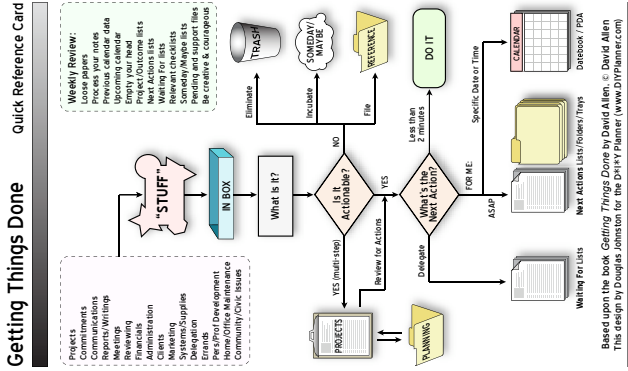 Getting Things Done
Quick Reference Card
Projects
Commitments
Communications
Reports/Writings
Meetings
Reviewing
Financials
Administration
Clients
Marketing
Systems/Supplies
Delegation
Errands
Pers/Prof Development
Home/Office Maintenance
Community/Civic Issues
Weekly Review:
Loose papers
Process your notes
Previous calendar data
Upcoming calendar
Empty your head
Project/Outcome lists
Next Actions lists
Waiting For lists
Relevant checklists
Someday/Maybe lists
Pending and support files
Be creative & courageous
"STUFF"
IN BOX
What Is It?
Is It
Actionable?
NO
Eliminate
TRASH
Incubate
SOMEDAY/
MAYBE
File
REFERENCE
YES (multi-step)
PROJECTS
PLANNING
Review for Actions
YES
What's the
Next Action?
Less than
2 minutes
DO IT
Delegate
Waiting For Lists
FOR ME:
ASAP
Next Actions Lists/Folders/Trays
Specific Date or Time
CALENDAR
Datebook / PDA
Based upon the book Getting Things Done by David Allen. © David Allen
This design by Douglas Johnston for the D*I*Y Planner (www.DIYPlanner.com)